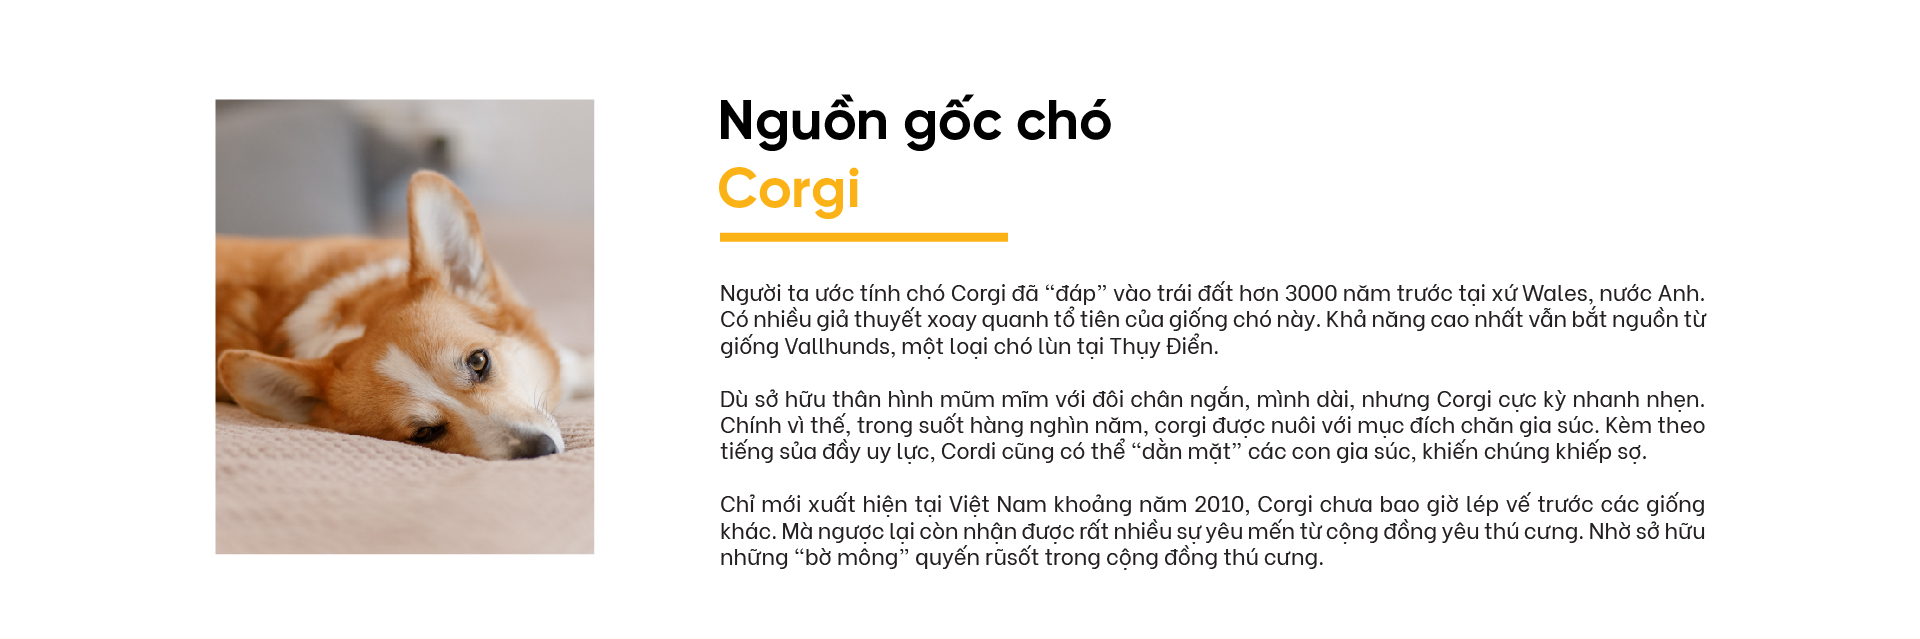 Nguồn gốc chó
Corgi
Người ta ước tính chó Corgi đã “đáp” vào trái đất hơn 3000 năm trước tại xứ Wales, nước Anh.
Có nhiều giả thuyết xoay quanh tổ tiên của giống chó này. Khả năng cao nhất vẫn bắt nguồn từ
giống Vallhunds, một loại chó lùn tại Thụy Điển.
Dù sở hữu thân hình mũm mĩm với đôi chân ngắn, mình dài, nhưng Corgi cực kỳ nhanh nhẹn.
Chính vì thế, trong suốt hàng nghìn năm, corgi được nuôi với mục đích chăn gia súc. Kèm theo
tiếng sủa đầy uy lực, Cordi cũng có thể “dằn mặt” các con gia súc, khiến chúng khiếp sợ.
Chỉ mới xuất hiện tại Việt Nam khoảng năm 2010, Corgi chưa bao giờ lép vế trước các giống
khác. Mà ngược lại còn nhận được rất nhiều sự yêu mến từ cộng đồng yêu thú cưng. Nhờ sở hữu
những “bờ mông” quyến rũsốt trong cộng đồng thú cưng.